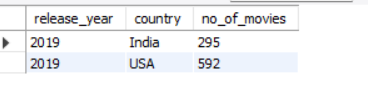 release_year country no_of_movies
2019 India 295
2019 USA 592